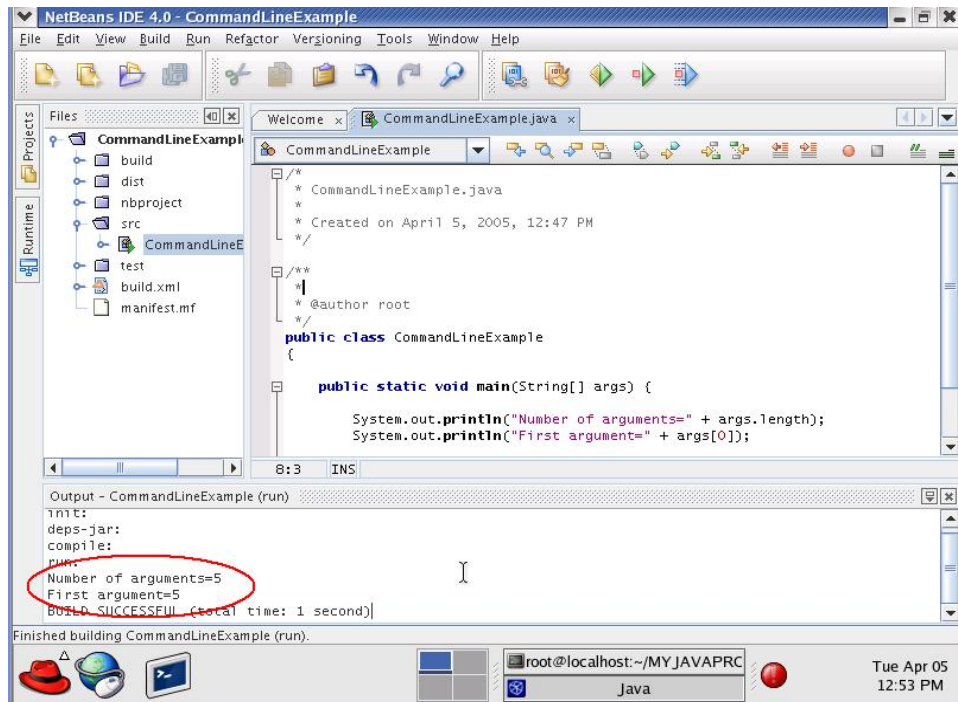 NetBeans IDE 4.0 - CommandLineExample
File Edit View Build Run Refactor Versioning Tools Window Help
Projects
Runtime
Files
CommandLineExampl
build
dist
nbproject
src
CommandLineE
test
build.xml
manifest.mf
Welcome x CommandLineExample.java x
CommandLineExample
/*
* CommandLineExample.java
*
* Created on April 5, 2005, 12:47 PM
*/
/**
*
* @author root
*/
public class CommandLineExample
{
public static void main(String[] args) {
System.out.println("Number of arguments=" + args.length);
System.out.println("First argument=" + args[0]);
8:3 INS
Output - CommandLineExample (run)
init:
deps-jar:
compile:
run:
Number of arguments=5
First argument=5
BUILD SUCCESSFUL (total time: 1 second)
Finished building CommandLineExample (run).
root@localhost:~/MYJAVAPRC
Java
Tue Apr 05
12:53 PM